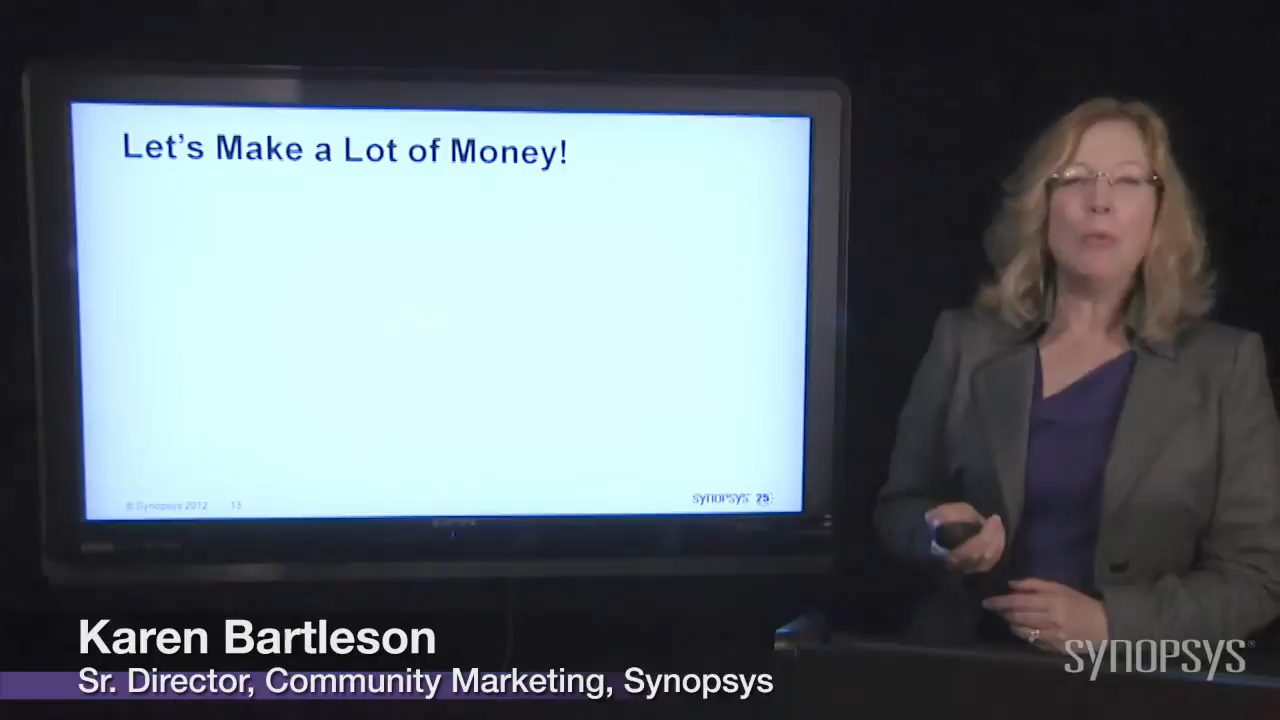 Let's Make a Lot of Money!
© Synopsys 2012 13
SYNOPSYS 25
Karen Bartleson
Sr. Director, Community Marketing, Synopsys
SYNOPSYS®